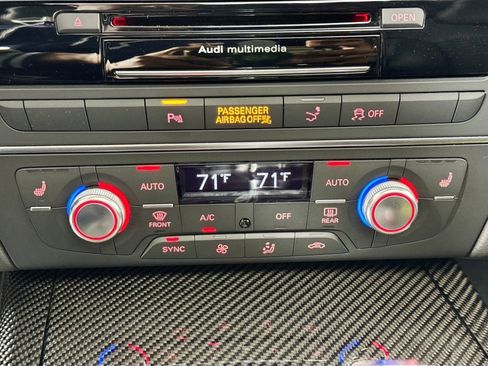 OPEN
Audi multimedia
P
PASSENGER
AIRBAG OFF
OFF
AUTO
71°F
71°F
AUTO
FRONT
A/C
OFF
REAR
SYNC